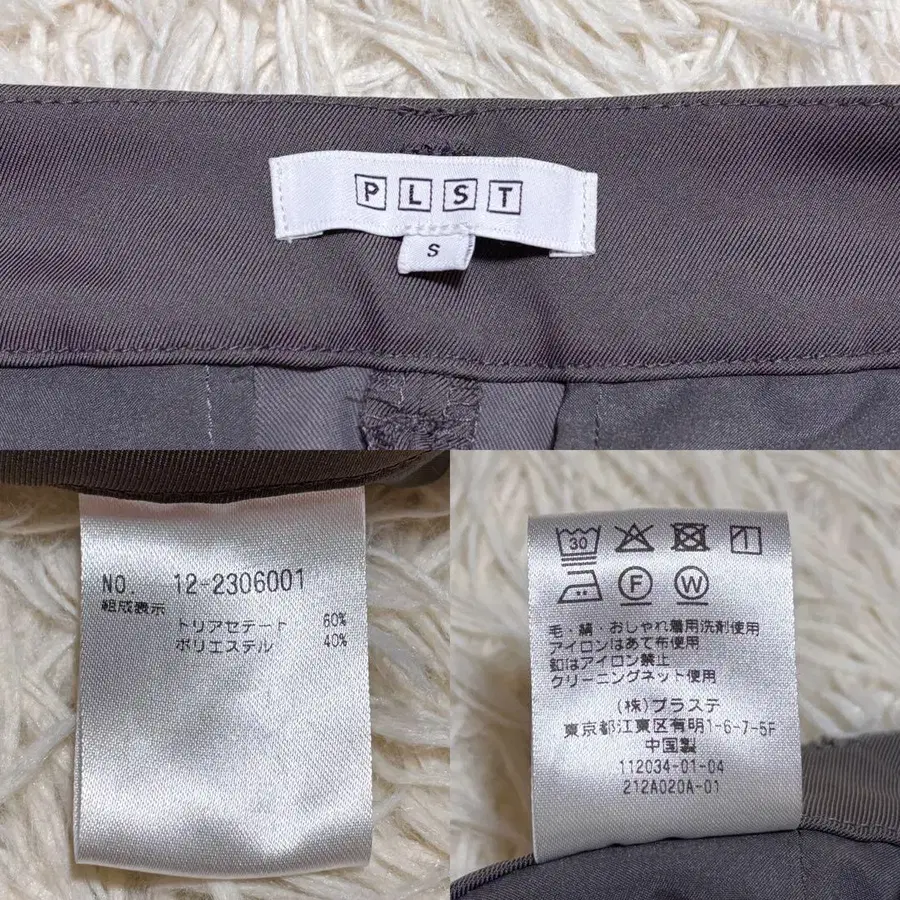 PLST
S
NO. 12-2306001
組成表示
トリアセテート 60%
ポリエステル 40%
30
F W
毛・絹・おしゃれ着用洗剤使用
アイロンはあて布使用
釦はアイロン禁止
クリーニングネット使用
(株)プラステ
東京都江東区有明1-6-7-5F
中国製
112034-01-04
212A020A-01